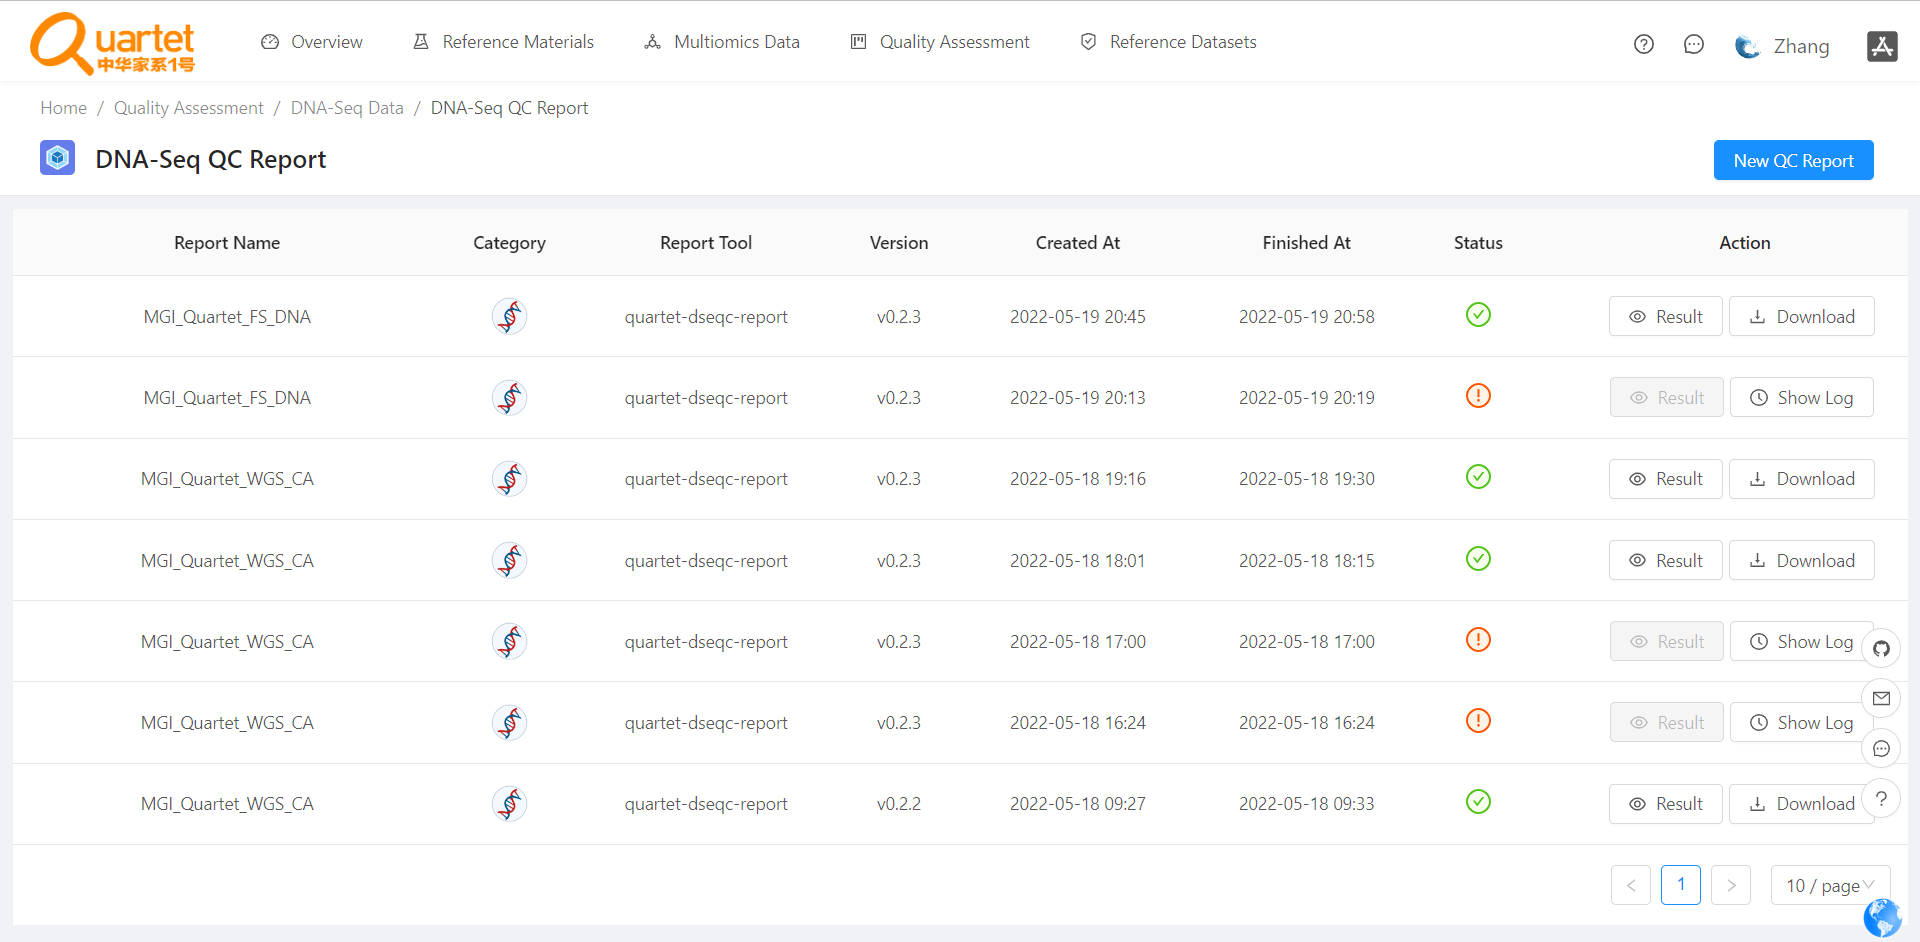 Quartet
中华家系1号
Overview
Reference Materials
Multiomics Data
Quality Assessment
Reference Datasets
Zhang
Home / Quality Assessment / DNA-Seq Data / DNA-Seq QC Report
DNA-Seq QC Report
New QC Report
Report Name Category Report Tool Version Created At Finished At Status Action
MGI_Quartet_FS_DNA quartet-dseqc-report v0.2.3 2022-05-19 20:45 2022-05-19 20:58 Result Download
MGI_Quartet_FS_DNA quartet-dseqc-report v0.2.3 2022-05-19 20:13 2022-05-19 20:19 Result Show Log
MGI_Quartet_WGS_CA quartet-dseqc-report v0.2.3 2022-05-18 19:16 2022-05-18 19:30 Result Download
MGI_Quartet_WGS_CA quartet-dseqc-report v0.2.3 2022-05-18 18:01 2022-05-18 18:15 Result Download
MGI_Quartet_WGS_CA quartet-dseqc-report v0.2.3 2022-05-18 17:00 2022-05-18 17:00 Result Show Log
MGI_Quartet_WGS_CA quartet-dseqc-report v0.2.3 2022-05-18 16:24 2022-05-18 16:24 Result Show Log
MGI_Quartet_WGS_CA quartet-dseqc-report v0.2.2 2022-05-18 09:27 2022-05-18 09:33 Result Download
< 1 > 10 / page